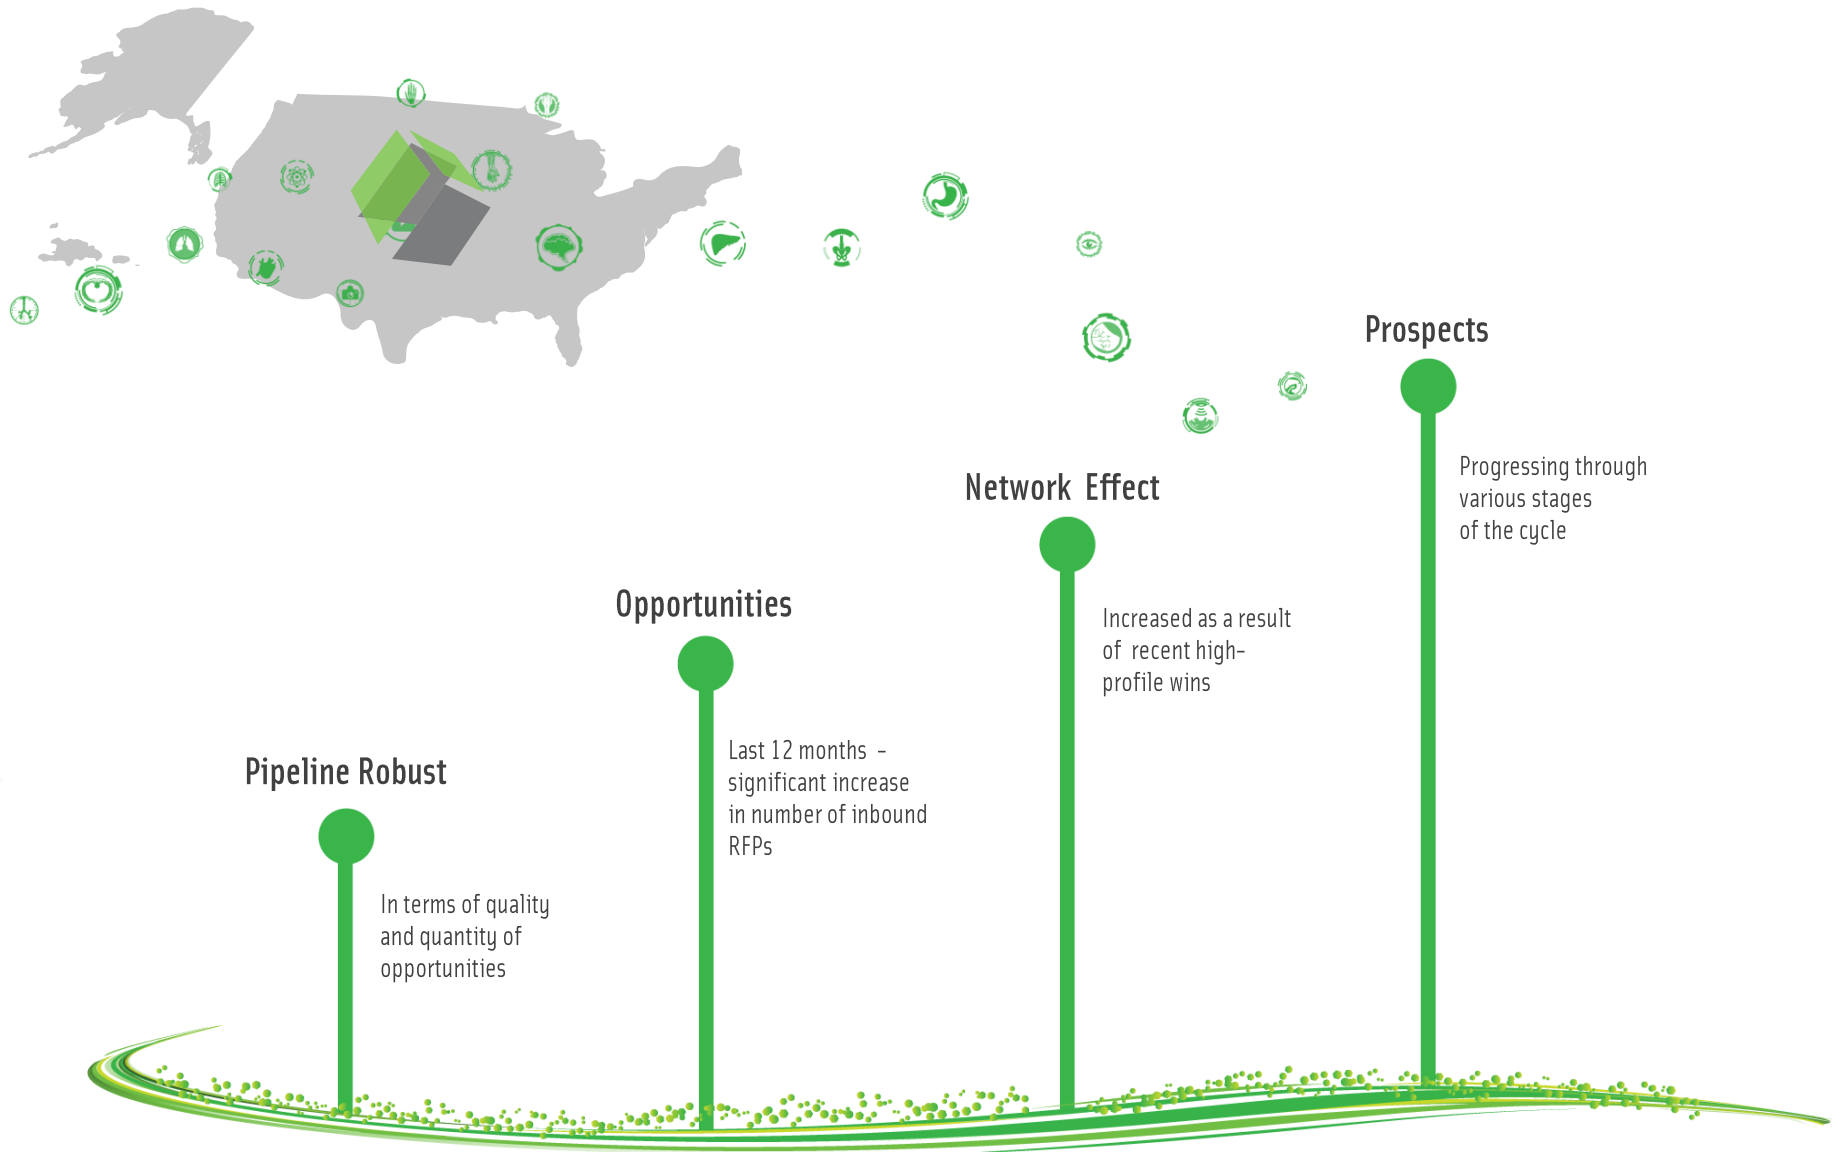 Prospects
Progressing through
various stages
of the cycle
Network Effect
Increased as a result
of recent high-
profile wins
Opportunities
Last 12 months -
significant increase
in number of inbound
RFPs
Pipeline Robust
In terms of quality
and quantity of
opportunities